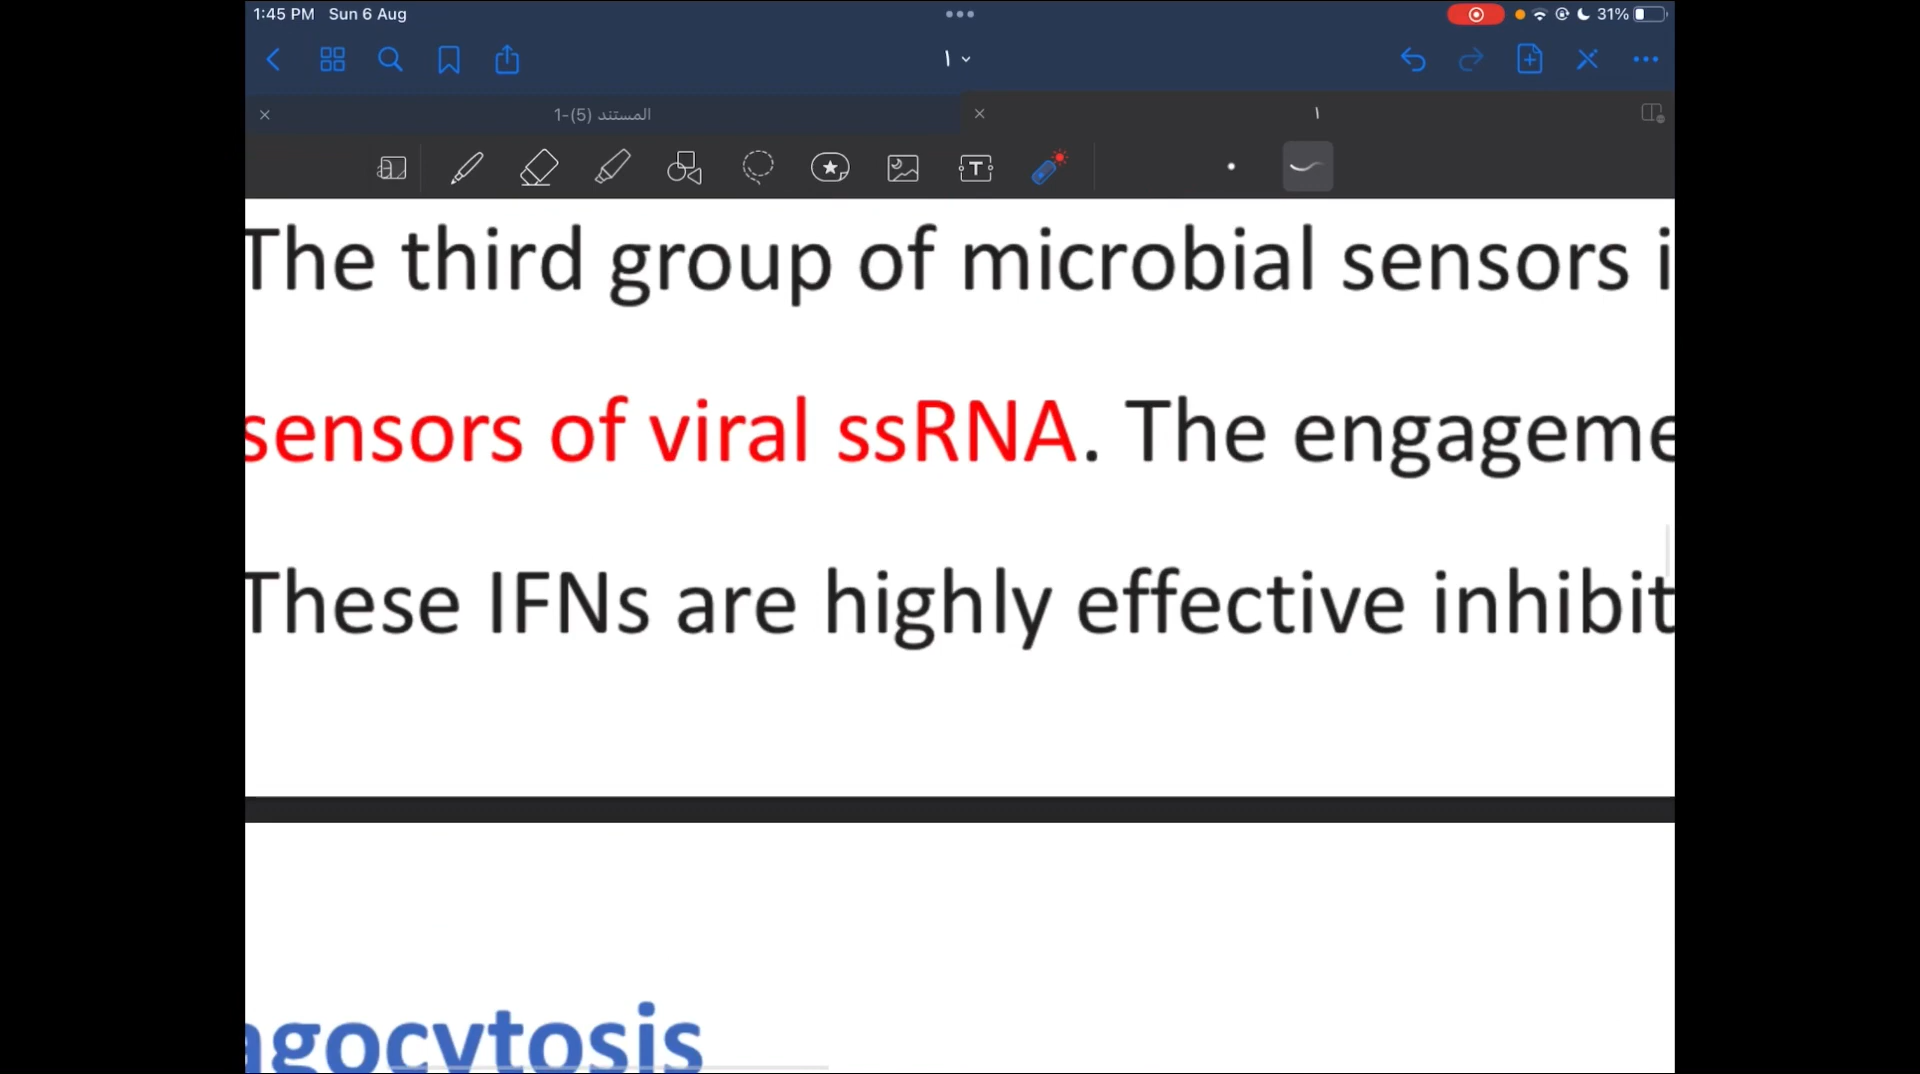 1:45 PM Sun 6 Aug
31%
١
المستند (5)-1
١
The third group of microbial sensors i
sensors of viral ssRNA. The engageme
These IFNs are highly effective inhibit
agocytosis